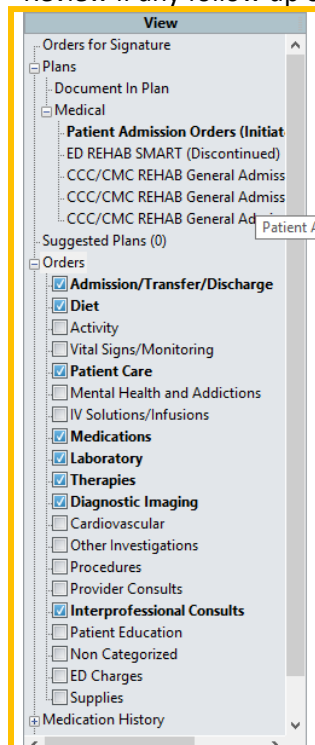 View
Orders for Signature
Plans
Document In Plan
Medical
Patient Admission Orders (Initiat
ED REHAB SMART (Discontinued)
CCC/CMC REHAB General Admiss
CCC/CMC REHAB General Admiss
CCC/CMC REHAB General
Patient A
Suggested Plans (0)
Orders
Admission/Transfer/Discharge
Diet
Activity
Vital Signs/Monitoring
Patient Care
Mental Health and Addictions
IV Solutions/Infusions
Medications
Laboratory
Therapies
Diagnostic Imaging
Cardiovascular
Other Investigations
Procedures
Provider Consults
Interprofessional Consults
Patient Education
Non Categorized
ED Charges
Supplies
Medication History